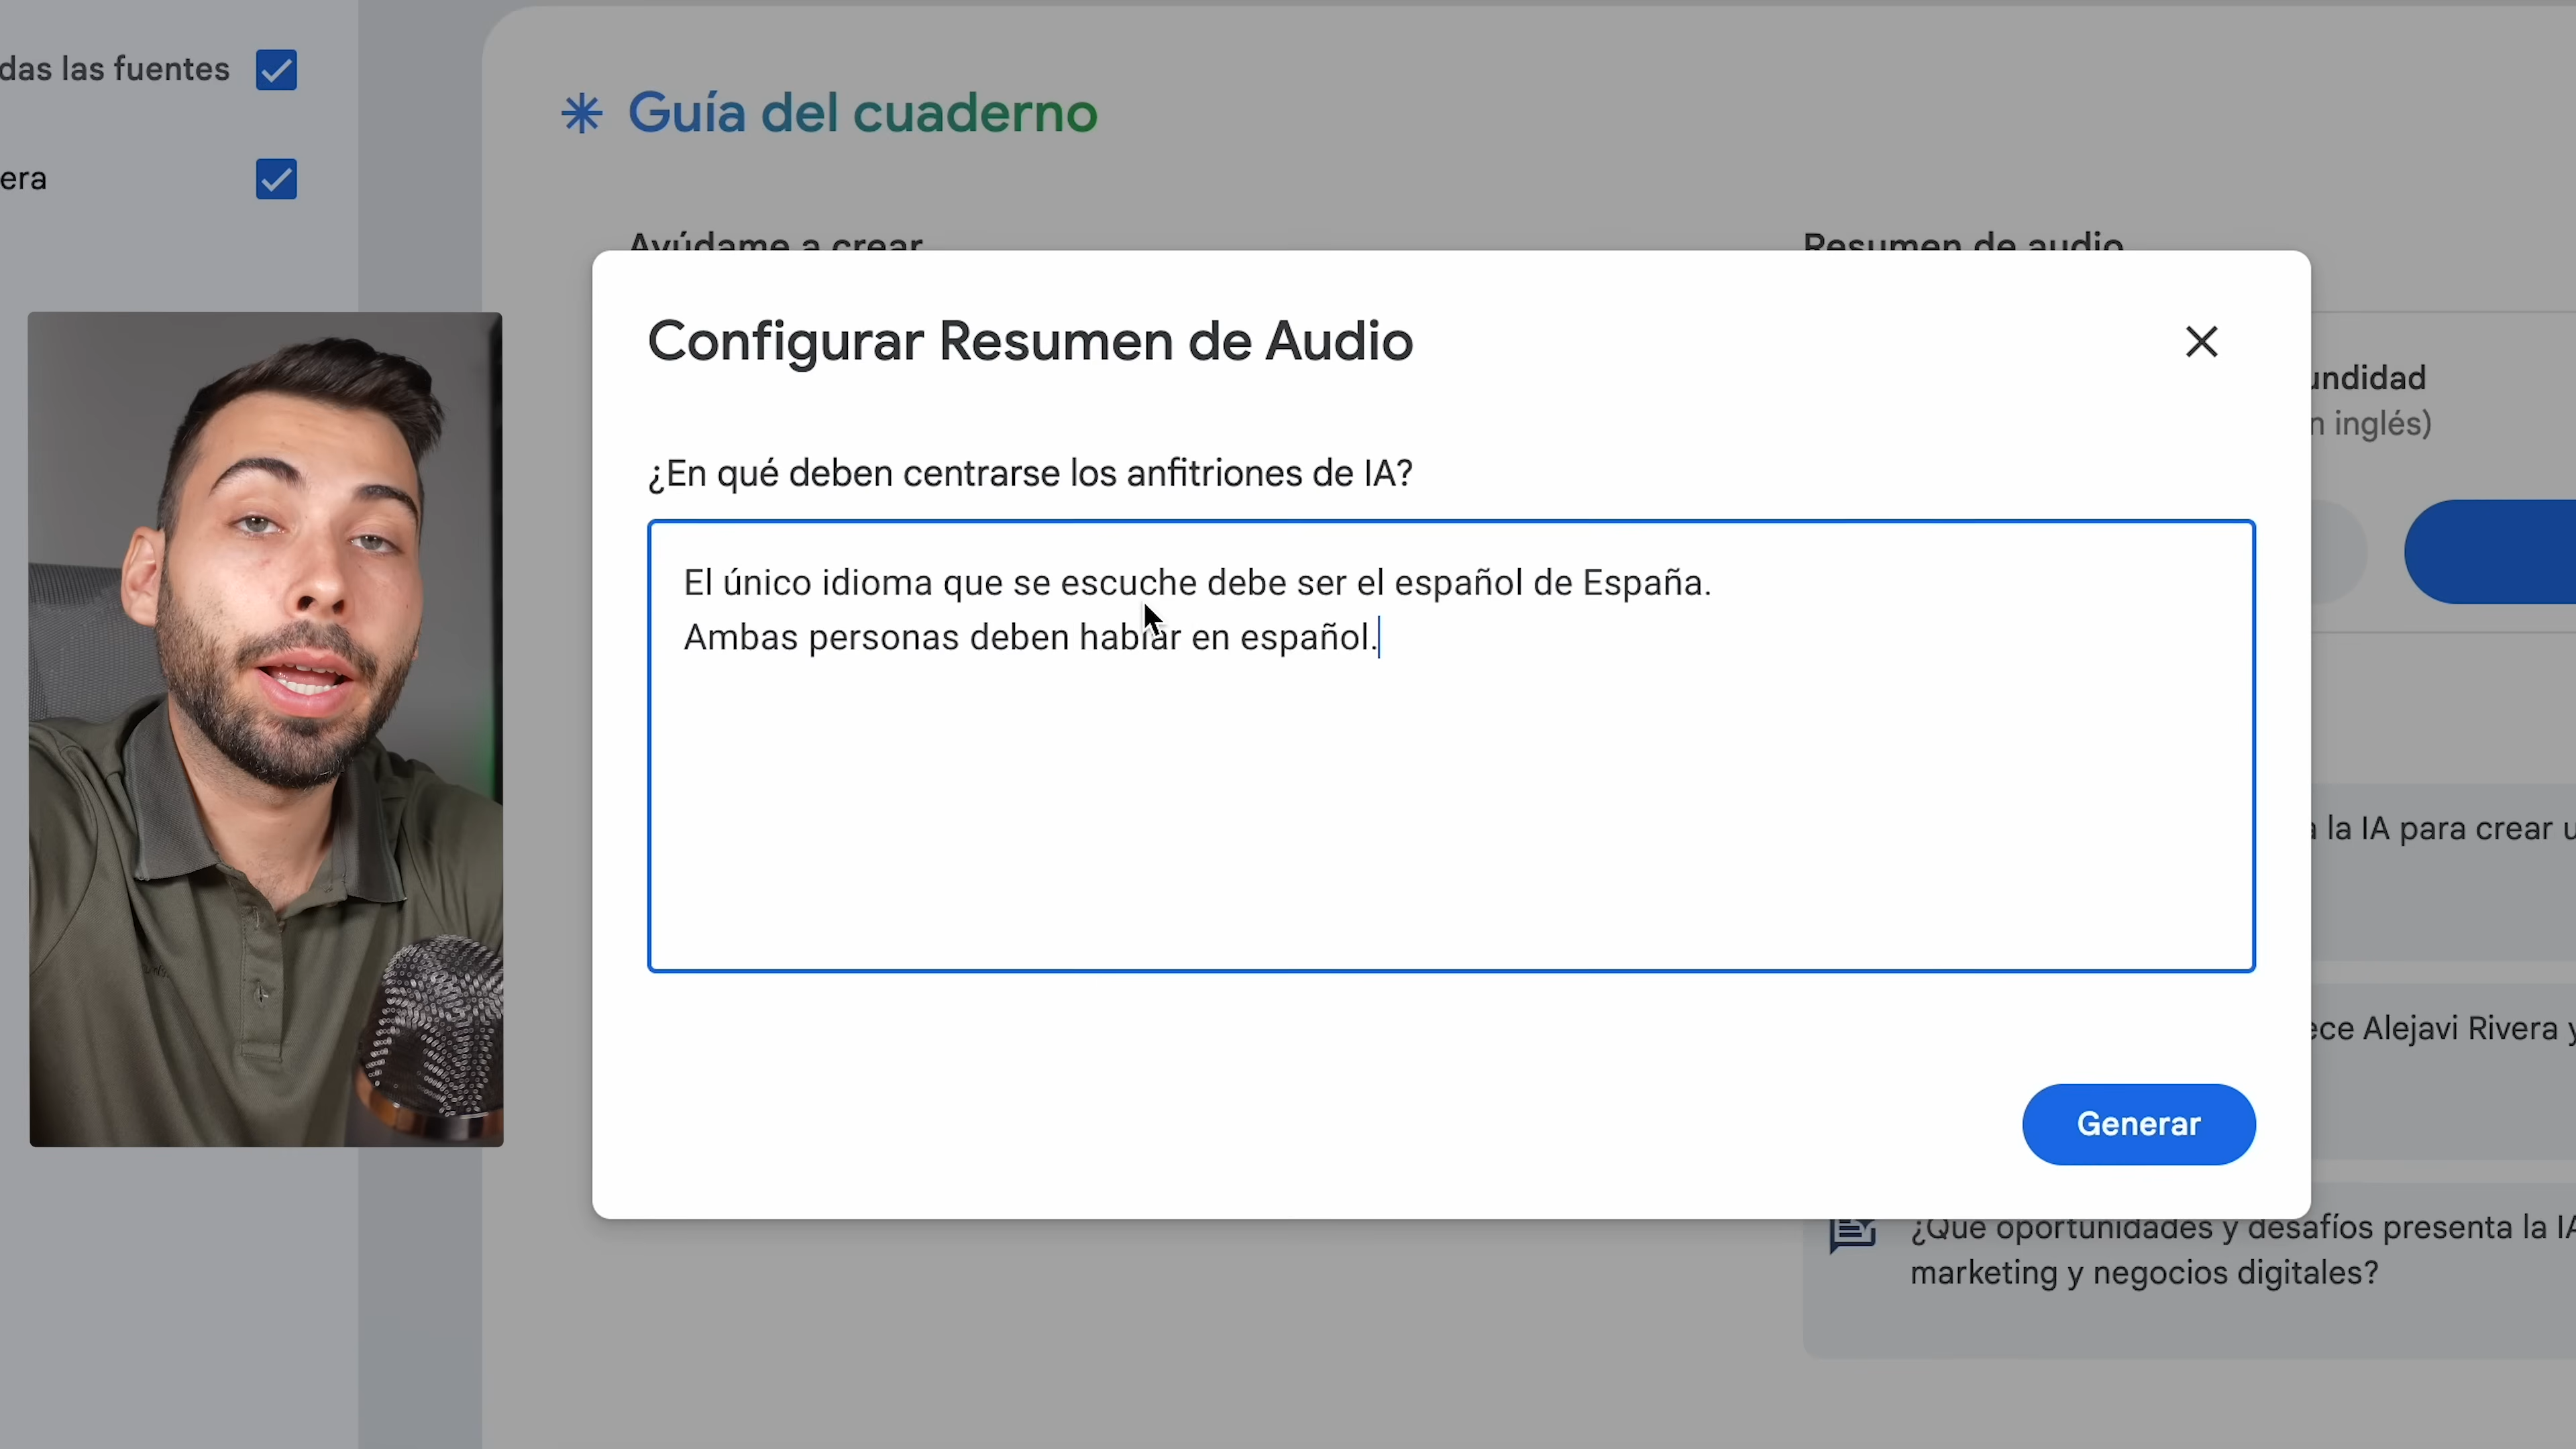 das las fuentes
era
Guía del cuaderno
Ayúdame a crear
Resumen de audio
Configurar Resumen de Audio
undidad
n inglés)
¿En qué deben centrarse los anfitriones de IA?
El único idioma que se escuche debe ser el español de España.
Ambas personas deben hablar en español.
a la IA para crear u
ece Alejavi Rivera y
Generar
¿Qué oportunidades y desafíos presenta la IA
marketing y negocios digitales?